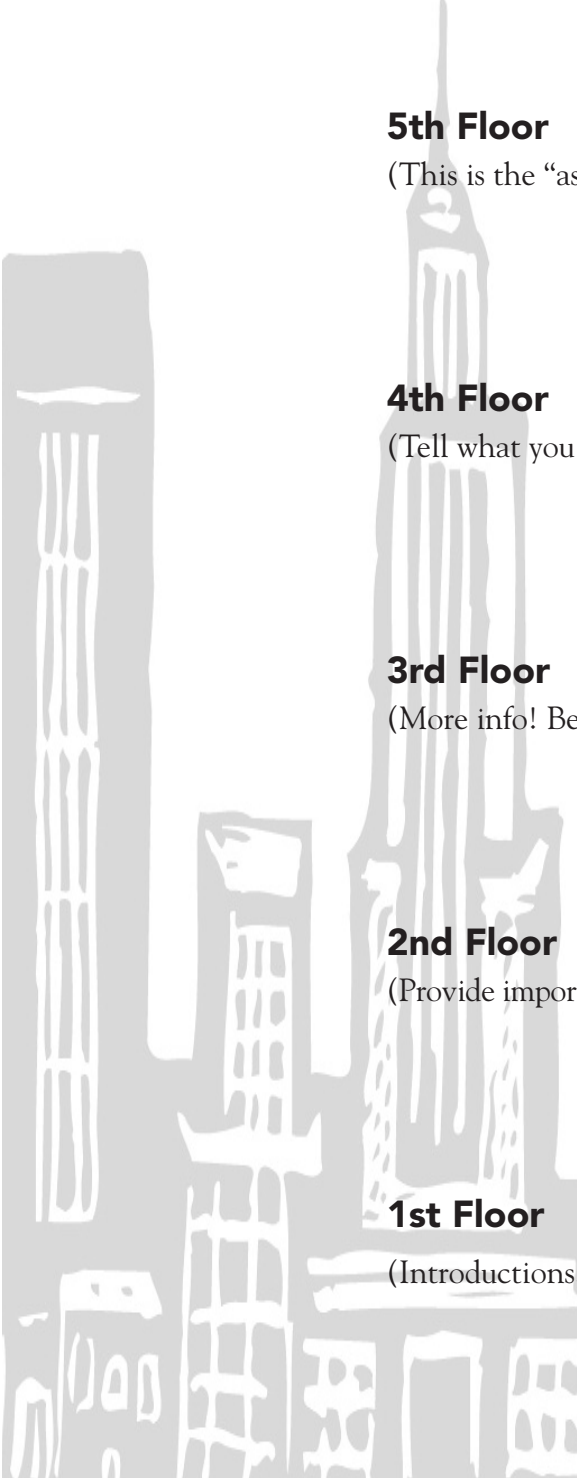 5th Floor
(This is the “as
4th Floor
(Tell what you
3rd Floor
(More info! Be
2nd Floor
(Provide impor
1st Floor
(Introductions